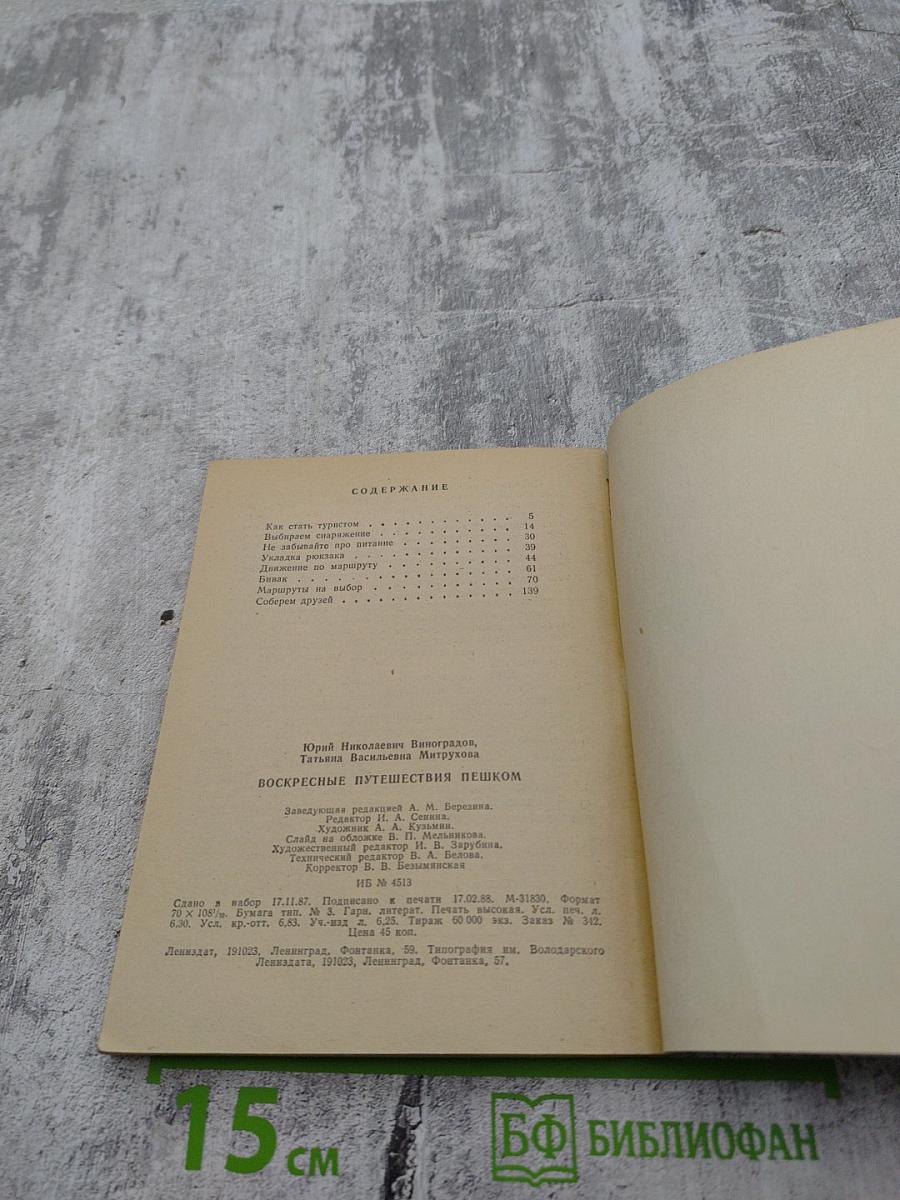 СОДЕРЖАНИЕ
Как стать туристом . . . . . . . . . . . . 5
Выбираем снаряжение . . . . . . . . . . . 14
Не забывайте про питание . . . . . . . . . 30
Укладка рюкзака . . . . . . . . . . . . . 39
Движение по маршруту . . . . . . . . . . 44
Бивак . . . . . . . . . . . . . . . . . . 61
Маршруты на выбор . . . . . . . . . . . . 70
Соберем друзей . . . . . . . . . . . . . 139
Юрий Николаевич Виноградов,
Татьяна Васильевна Митрухова
ВОСКРЕСНЫЕ ПУТЕШЕСТВИЯ ПЕШКОМ
Заведующая редакцией А. М. Березина.
Редактор И. А. Сенина.
Художник А. А. Кузьмин.
Слайд на обложке В. П. Мельникова.
Художественный редактор И. В. Зарубина.
Технический редактор В. А. Белова.
Корректор В. В. Безымянская
ИБ № 4513
Сдано в набор 17.11.87. Подписано к печати 17.02.88. М-31830. Формат
70 × 108¹/₃₂. Бумага тип. № 3. Гарн. литерат. Печать высокая. Усл. печ. л.
6,30. Усл. кр.-отт. 6,83. Уч.-изд л. 6,25. Тираж 60 000 экз. Заказ № 342.
Цена 45 коп.
Лениздат, 191023, Ленинград, Фонтанка, 59. Типография им. Володарского
Лениздата, 191023, Ленинград, Фонтанка, 57.
15 см
БФ БИБЛИОФАН